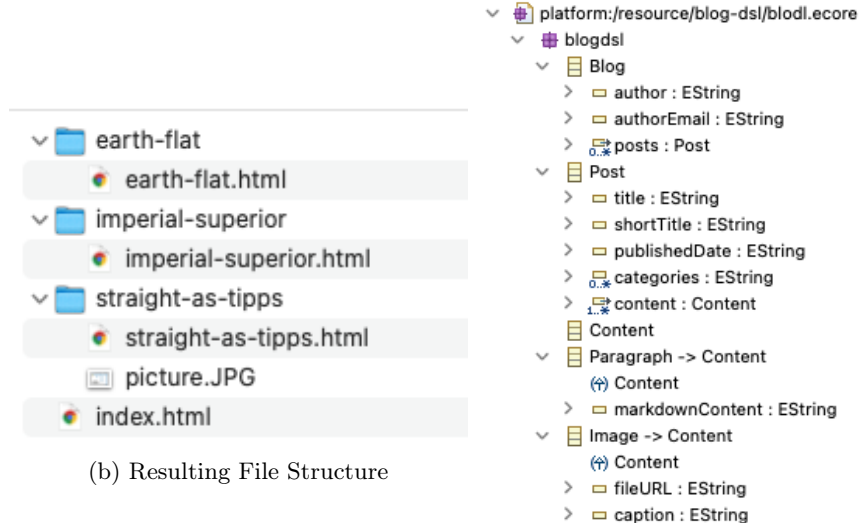 earth-flat
earth-flat.html
imperial-superior
imperial-superior.html
straight-as-tipps
straight-as-tipps.html
picture.JPG
index.html
(b) Resulting File Structure
platform:/resource/blog-dsl/blodl.ecore
blogdsl
Blog
author : EString
authorEmail : EString
0..* posts : Post
Post
title : EString
shortTitle : EString
publishedDate : EString
0..* categories : EString
1..* content : Content
Content
Paragraph -> Content
Content
markdownContent : EString
Image -> Content
Content
fileURL : EString
caption : EString